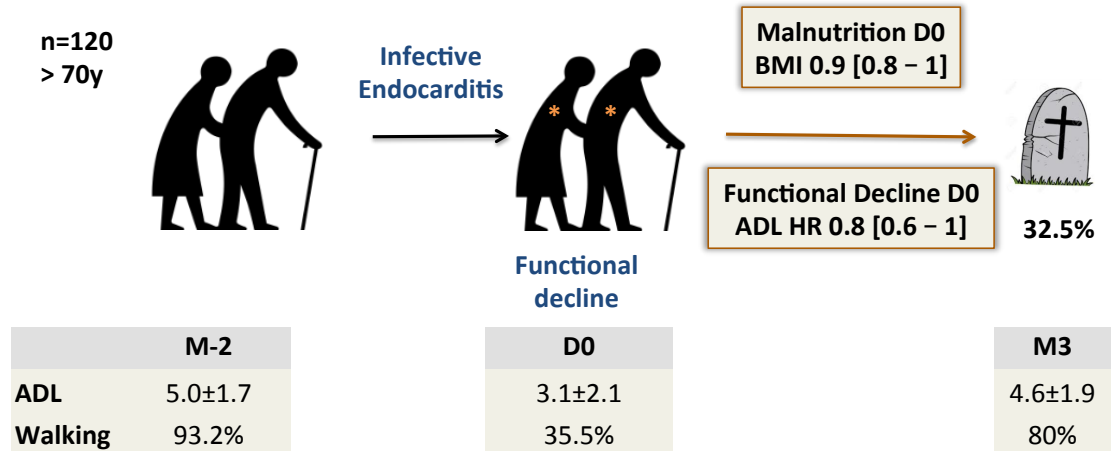 n=120
> 70y
Infective
Endocarditis
Malnutrition D0
BMI 0.9 [0.8 – 1]
* *
Functional Decline D0
ADL HR 0.8 [0.6 – 1]
32.5%
Functional
decline
M-2 D0 M3
ADL 5.0±1.7 3.1±2.1 4.6±1.9
Walking 93.2% 35.5% 80%